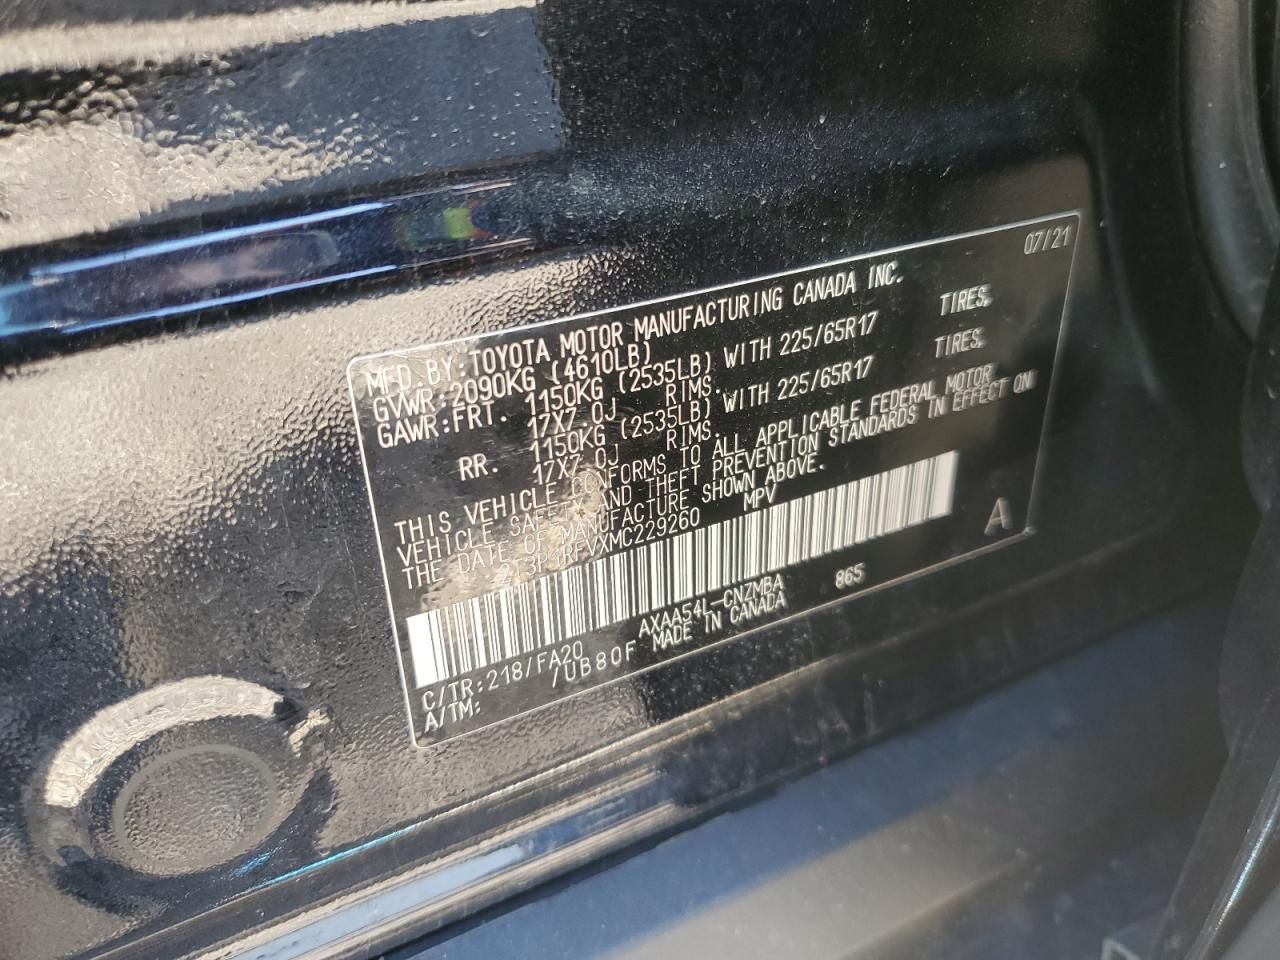 07/21
MFD. BY: TOYOTA MOTOR MANUFACTURING CANADA INC.
GVWR: 2090KG (4610LB)
GAWR: FRT. 1150KG (2535LB) WITH 225/65R17 TIRES,
17X7.0J RIMS.
RR. 1150KG (2535LB) WITH 225/65R17 TIRES,
17X7.0J RIMS.
THIS VEHICLE CONFORMS TO ALL APPLICABLE FEDERAL MOTOR
VEHICLE SAFETY AND THEFT PREVENTION STANDARDS IN EFFECT ON
THE DATE OF MANUFACTURE SHOWN ABOVE.
2T3P1RFVXMC229260 MPV
A
C/TR: 218/FA20 AXAA54L-CNZMBA 865
A/TM: /UB80F MADE IN CANADA